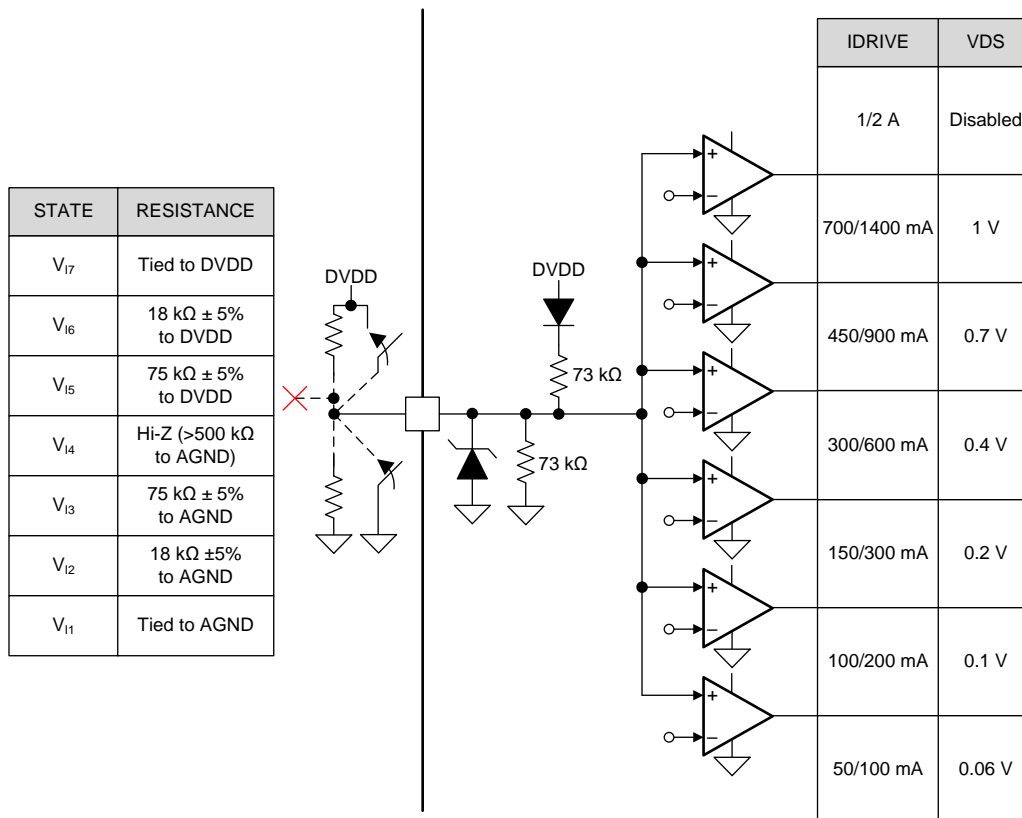 STATE RESISTANCE
V_I7 Tied to DVDD
V_I6 18 kΩ ± 5%
to DVDD
V_I5 75 kΩ ± 5%
to DVDD
V_I4 Hi-Z (>500 kΩ
to AGND)
V_I3 75 kΩ ± 5%
to AGND
V_I2 18 kΩ ±5%
to AGND
V_I1 Tied to AGND
DVDD
DVDD
73 kΩ
73 kΩ
+
−
+
−
+
−
+
−
+
−
+
−
IDRIVE VDS
1/2 A Disabled
700/1400 mA 1 V
450/900 mA 0.7 V
300/600 mA 0.4 V
150/300 mA 0.2 V
100/200 mA 0.1 V
50/100 mA 0.06 V